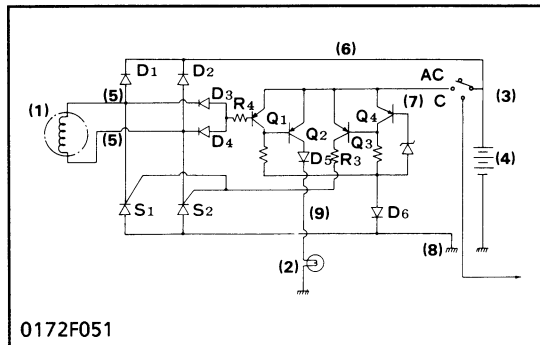 (6)
D1
D2
AC
(5)
D3
R4
(7)
(3)
C
(1)
Q1
Q4
Q2
(5)
D4
Q3
(4)
D5
R3
S1
S2
(9)
D6
(8)
(2)
0172F051